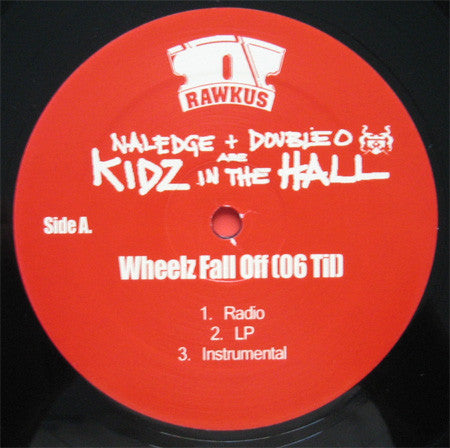 RAWKUS
NALEDGE + DOUBLE O
ARE
KIDZ IN THE HALL
Side A.
Wheelz Fall Off (06 Til)
1. Radio
2. LP
3. Instrumental